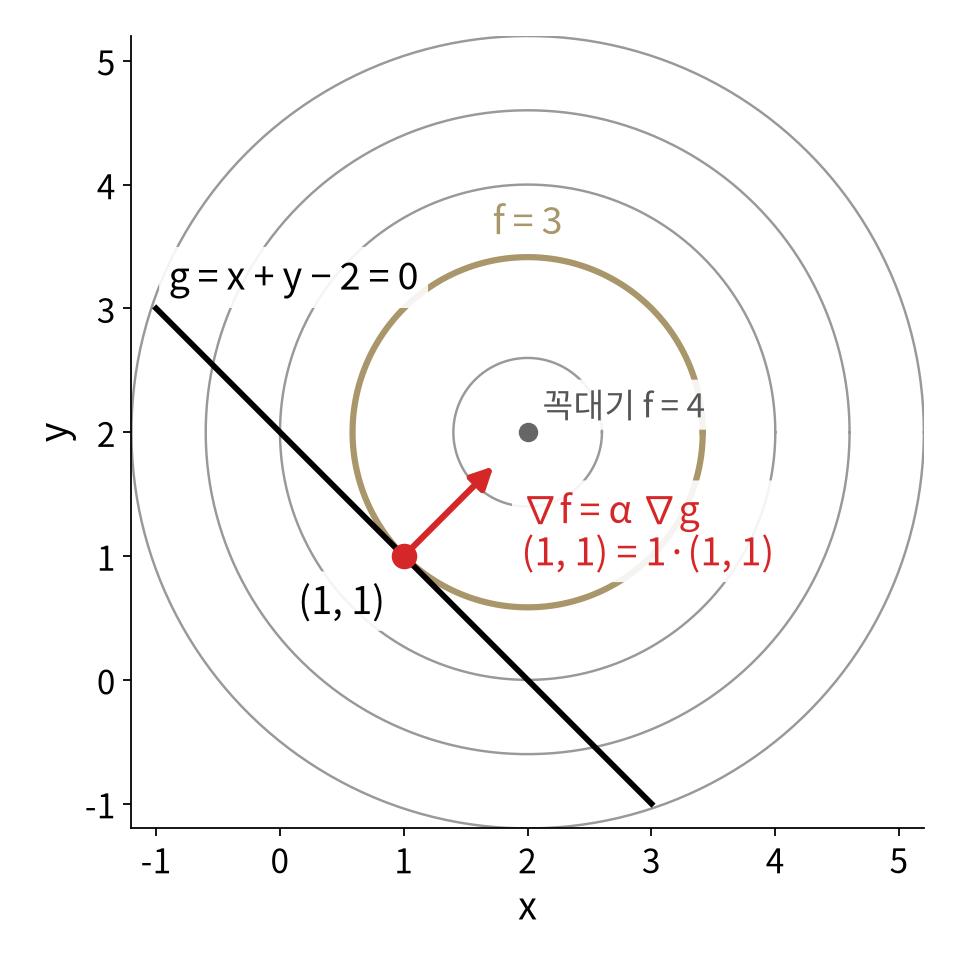 5
4
3
2
1
0
-1
y
f = 3
g = x + y − 2 = 0
꼭대기 f = 4
∇f = α ∇g
(1, 1) = 1·(1, 1)
(1, 1)
-1 0 1 2 3 4 5
x